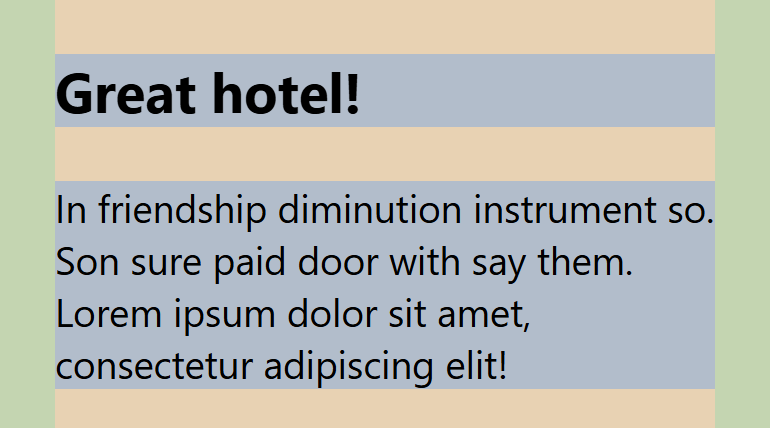 Great hotel!
In friendship diminution instrument so.
Son sure paid door with say them.
Lorem ipsum dolor sit amet,
consectetur adipiscing elit!